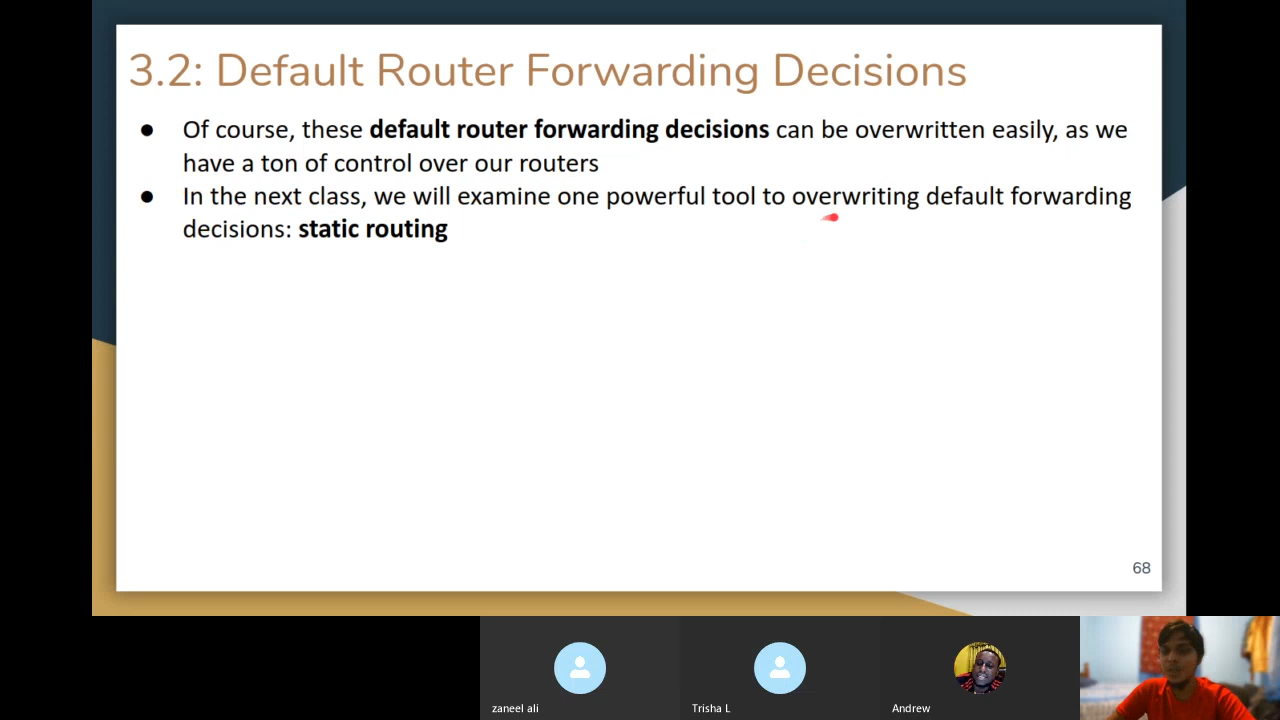 3.2: Default Router Forwarding Decisions
● Of course, these default router forwarding decisions can be overwritten easily, as we
have a ton of control over our routers
● In the next class, we will examine one powerful tool to overwriting default forwarding
decisions: static routing
68
zaneel ali
Trisha L
Andrew